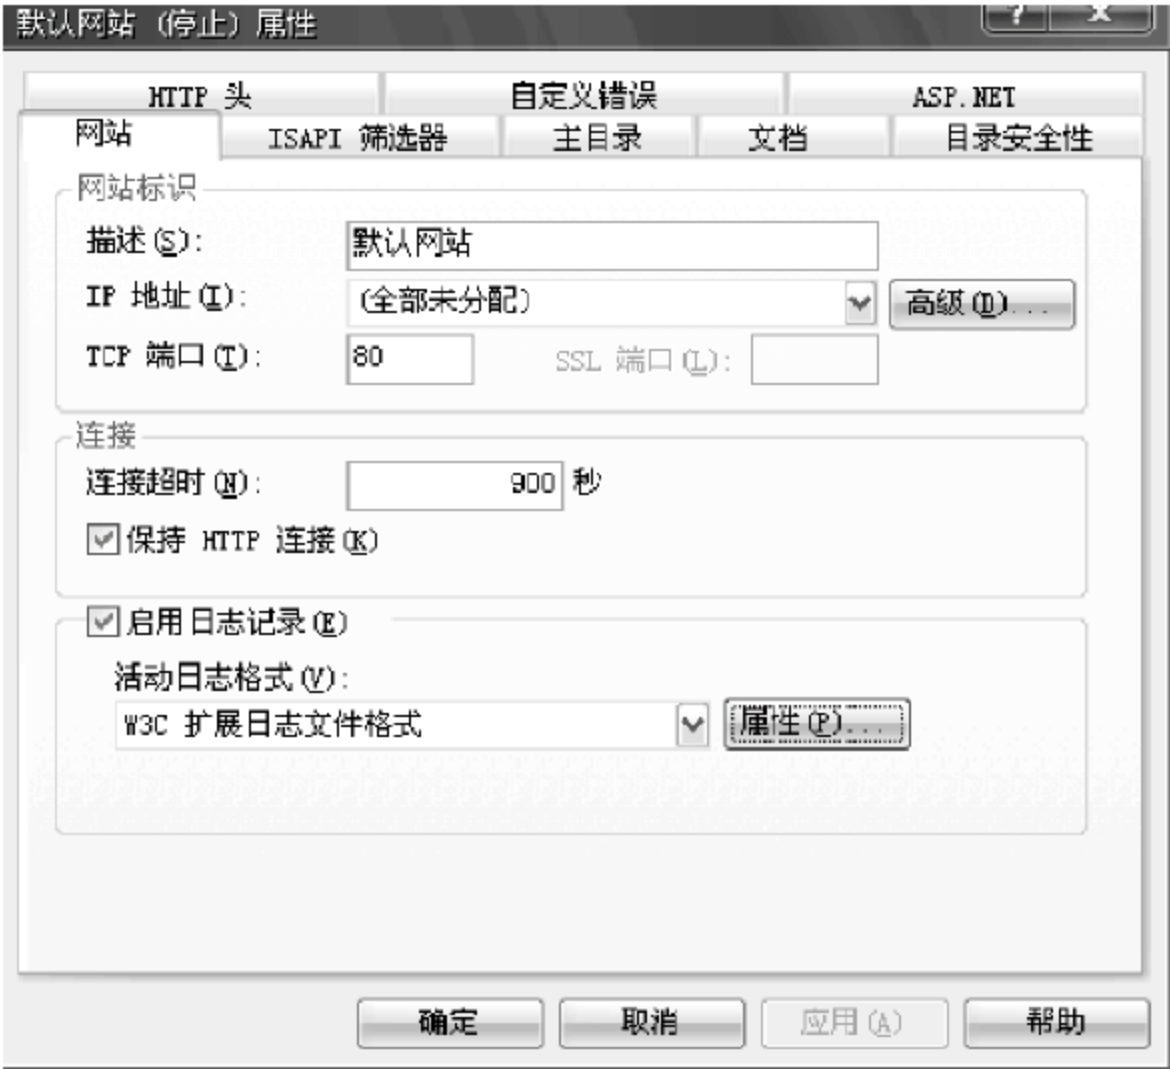 默认网站 (停止) 属性
? X
HTTP 头 自定义错误 ASP.NET
网站 ISAPI 筛选器 主目录 文档 目录安全性
网站标识
描述(S): 默认网站
IP 地址(I): (全部未分配) 高级(D)...
TCP 端口(T): 80 SSL 端口(L):
连接
连接超时(N): 900 秒
保持 HTTP 连接(K)
启用日志记录(E)
活动日志格式(V):
W3C 扩展日志文件格式 属性(P)...
确定 取消 应用(A) 帮助